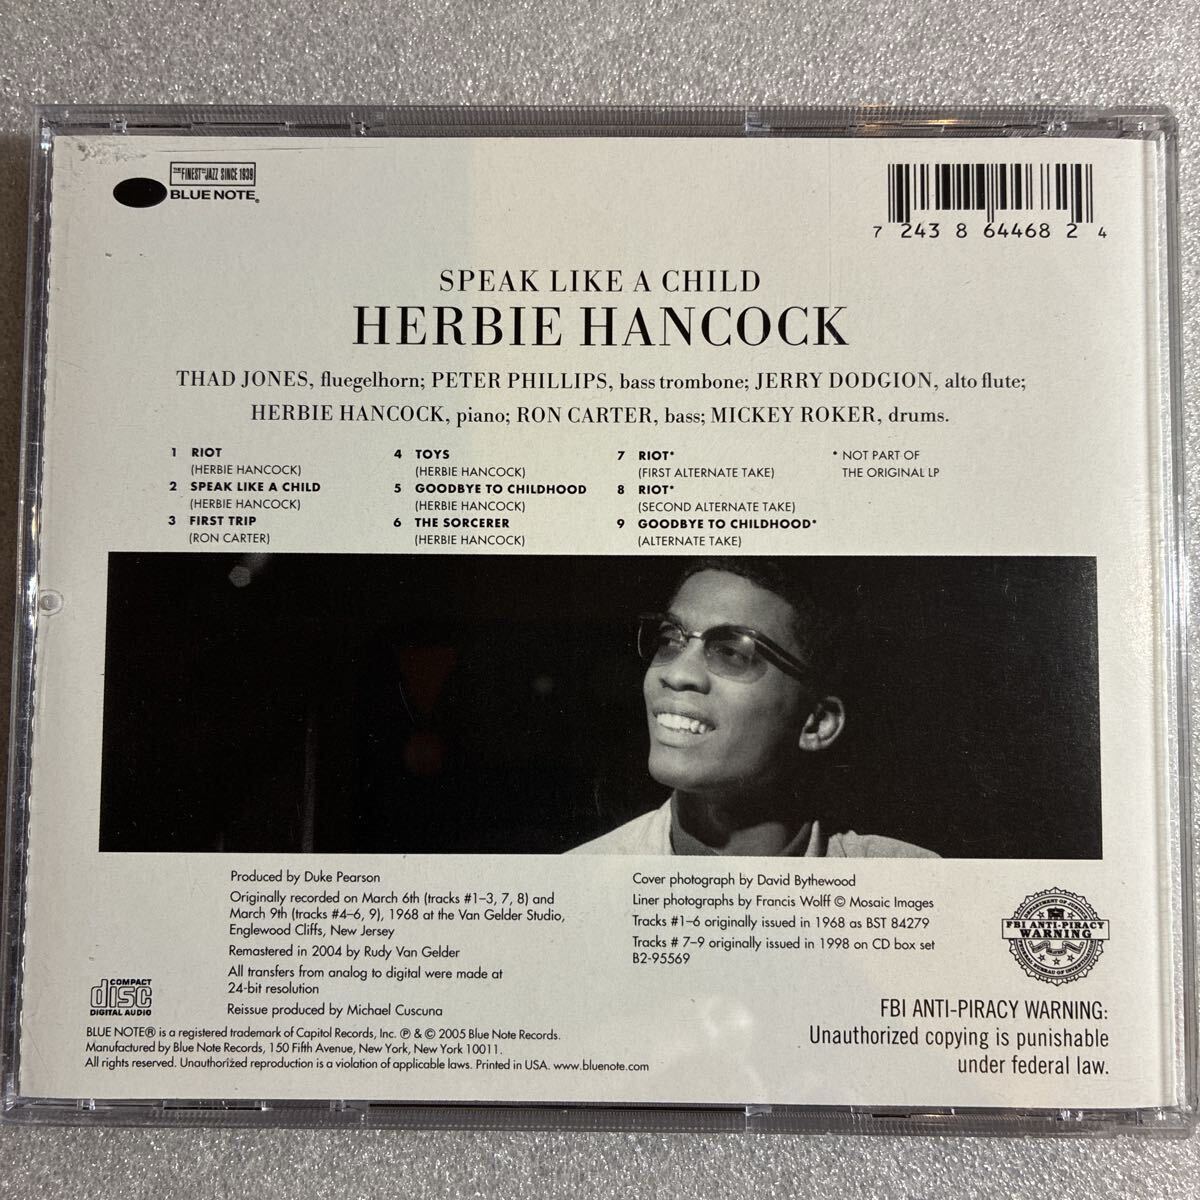 THE FINEST IN JAZZ SINCE 1939
BLUE NOTE®
7 243 8 64468 2 4
SPEAK LIKE A CHILD
HERBIE HANCOCK
THAD JONES, fluegelhorn; PETER PHILLIPS, bass trombone; JERRY DODGION, alto flute;
HERBIE HANCOCK, piano; RON CARTER, bass; MICKEY ROKER, drums.
1 RIOT
(HERBIE HANCOCK)
2 SPEAK LIKE A CHILD
(HERBIE HANCOCK)
3 FIRST TRIP
(RON CARTER)
4 TOYS
(HERBIE HANCOCK)
5 GOODBYE TO CHILDHOOD
(HERBIE HANCOCK)
6 THE SORCERER
(HERBIE HANCOCK)
7 RIOT*
(FIRST ALTERNATE TAKE)
8 RIOT*
(SECOND ALTERNATE TAKE)
9 GOODBYE TO CHILDHOOD*
(ALTERNATE TAKE)
* NOT PART OF
THE ORIGINAL LP
Produced by Duke Pearson
Originally recorded on March 6th (tracks #1–3, 7, 8) and
March 9th (tracks #4–6, 9), 1968 at the Van Gelder Studio,
Englewood Cliffs, New Jersey
Remastered in 2004 by Rudy Van Gelder
All transfers from analog to digital were made at
24-bit resolution
Reissue produced by Michael Cuscuna
Cover photograph by David Bythewood
Liner photographs by Francis Wolff © Mosaic Images
Tracks #1–6 originally issued in 1968 as BST 84279
Tracks # 7–9 originally issued in 1998 on CD box set
B2-95569
COMPACT
disc
DIGITAL AUDIO
BLUE NOTE® is a registered trademark of Capitol Records, Inc. ℗ & © 2005 Blue Note Records.
Manufactured by Blue Note Records, 150 Fifth Avenue, New York, New York 10011.
All rights reserved. Unauthorized reproduction is a violation of applicable laws. Printed in USA. www.bluenote.com
DEPARTMENT OF JUSTICE
FBI ANTI-PIRACY
WARNING
FEDERAL BUREAU OF INVESTIGATION
FBI ANTI-PIRACY WARNING:
Unauthorized copying is punishable
under federal law.